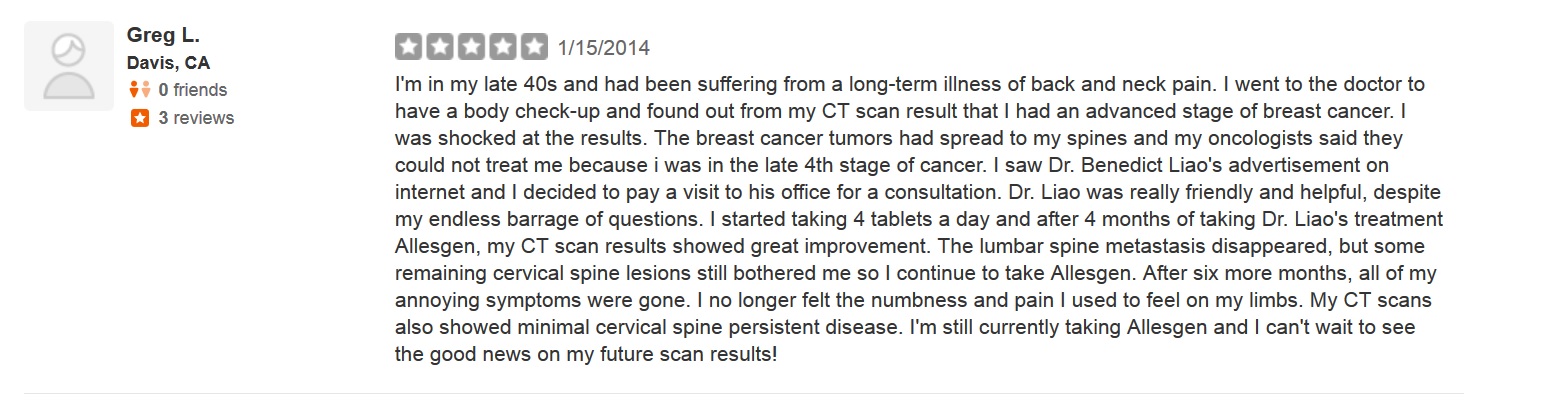 Greg L.
Davis, CA
0 friends
3 reviews
1/15/2014
I'm in my late 40s and had been suffering from a long-term illness of back and neck pain. I went to the doctor to
have a body check-up and found out from my CT scan result that I had an advanced stage of breast cancer. I
was shocked at the results. The breast cancer tumors had spread to my spines and my oncologists said they
could not treat me because i was in the late 4th stage of cancer. I saw Dr. Benedict Liao's advertisement on
internet and I decided to pay a visit to his office for a consultation. Dr. Liao was really friendly and helpful, despite
my endless barrage of questions. I started taking 4 tablets a day and after 4 months of taking Dr. Liao's treatment
Allesgen, my CT scan results showed great improvement. The lumbar spine metastasis disappeared, but some
remaining cervical spine lesions still bothered me so I continue to take Allesgen. After six more months, all of my
annoying symptoms were gone. I no longer felt the numbness and pain I used to feel on my limbs. My CT scans
also showed minimal cervical spine persistent disease. I'm still currently taking Allesgen and I can't wait to see
the good news on my future scan results!